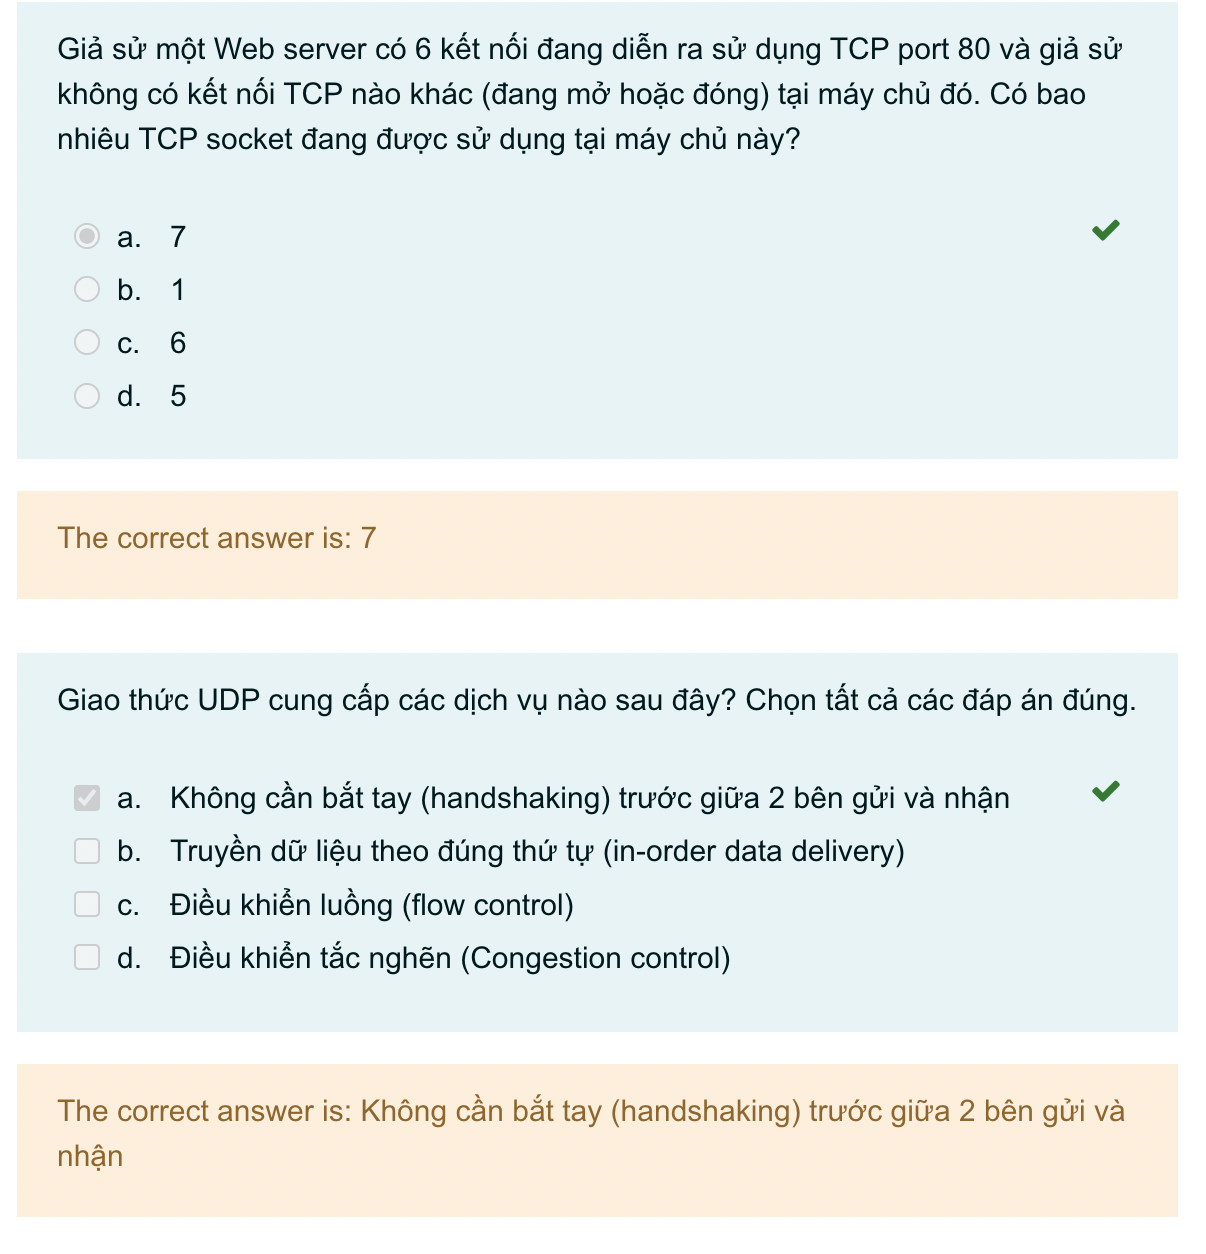 Giả sử một Web server có 6 kết nối đang diễn ra sử dụng TCP port 80 và giả sử
không có kết nối TCP nào khác (đang mở hoặc đóng) tại máy chủ đó. Có bao
nhiêu TCP socket đang được sử dụng tại máy chủ này?
a. 7
b. 1
c. 6
d. 5
The correct answer is: 7
Giao thức UDP cung cấp các dịch vụ nào sau đây? Chọn tất cả các đáp án đúng.
a. Không cần bắt tay (handshaking) trước giữa 2 bên gửi và nhận
b. Truyền dữ liệu theo đúng thứ tự (in-order data delivery)
c. Điều khiển luồng (flow control)
d. Điều khiển tắc nghẽn (Congestion control)
The correct answer is: Không cần bắt tay (handshaking) trước giữa 2 bên gửi và
nhận